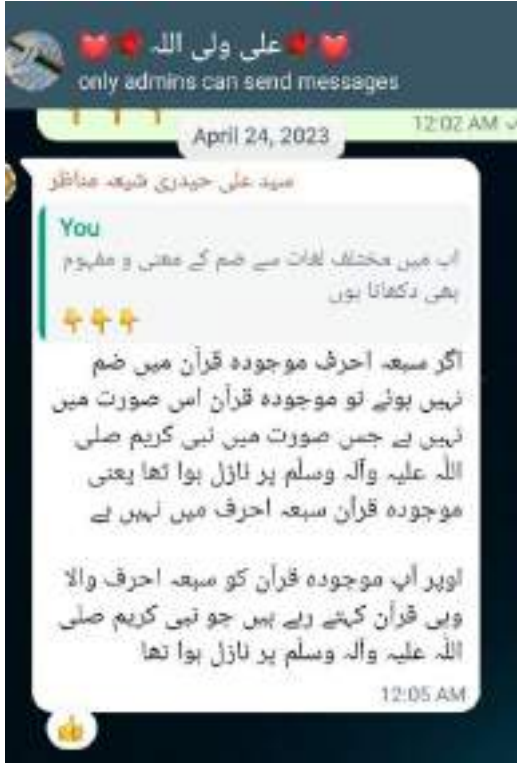 ❤️🌹علی ولی اللہ🌹❤️
only admins can send messages
12:02 AM
April 24, 2023
سید علی حیدری شیعہ مناظر
You
اب میں مختلف لغات سے ضم کے معنی و مفہوم
بھی دکھاتا ہوں
👇👇👇
اگر سبعہ احرف موجودہ قرآن میں ضم
نہیں ہوئے تو موجودہ قرآن اس صورت میں
نہیں ہے جس صورت میں نبی کریم صلی
اللّٰہ علیہ وآلہ وسلّم پر نازل ہوا تھا یعنی
موجودہ قرآن سبعہ احرف میں نہیں ہے
اوپر آپ موجودہ قرآن کو سبعہ احرف والا
وہی قرآن کہتے رہے ہیں جو نبی کریم صلی
اللّٰہ علیہ وآلہ وسلّم پر نازل ہوا تھا
12:05 AM
👍